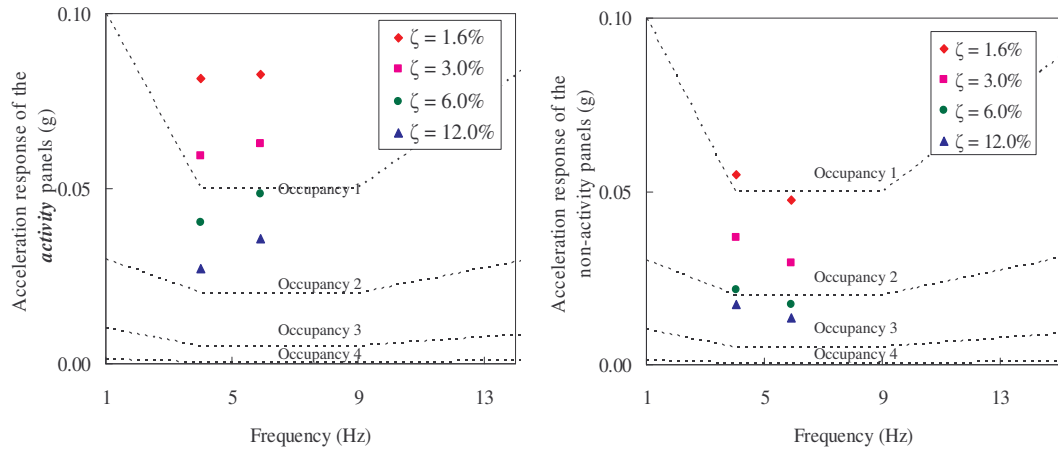 0.10
0.05
0.00
Acceleration response of the
activity panels (g)
ζ = 1.6%
ζ = 3.0%
ζ = 6.0%
ζ = 12.0%
Occupancy 1
Occupancy 2
Occupancy 3
Occupancy 4
1
5
9
13
Frequency (Hz)
0.10
0.05
0.00
Acceleration response of the
non-activity panels (g)
ζ = 1.6%
ζ = 3.0%
ζ = 6.0%
ζ = 12.0%
Occupancy 1
Occupancy 2
Occupancy 3
Occupancy 4
1
5
9
13
Frequency (Hz)